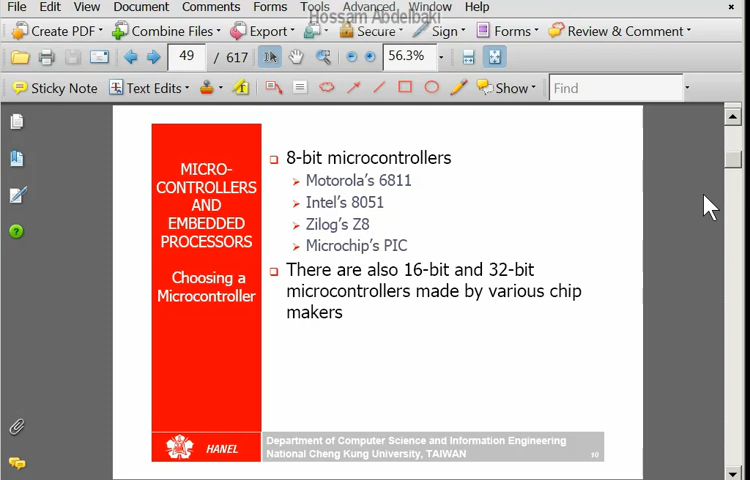 File Edit View Document Comments Forms Tools Advanced Window Help
Hossam Abdelbaki
Create PDF Combine Files Export Secure Sign Forms Review & Comment
49 / 617 56.3%
Sticky Note Text Edits Show Find
MICRO-
CONTROLLERS
AND
EMBEDDED
PROCESSORS
Choosing a
Microcontroller
8-bit microcontrollers
Motorola's 6811
Intel's 8051
Zilog's Z8
Microchip's PIC
There are also 16-bit and 32-bit
microcontrollers made by various chip
makers
HANEL
Department of Computer Science and Information Engineering
National Cheng Kung University, TAIWAN
10